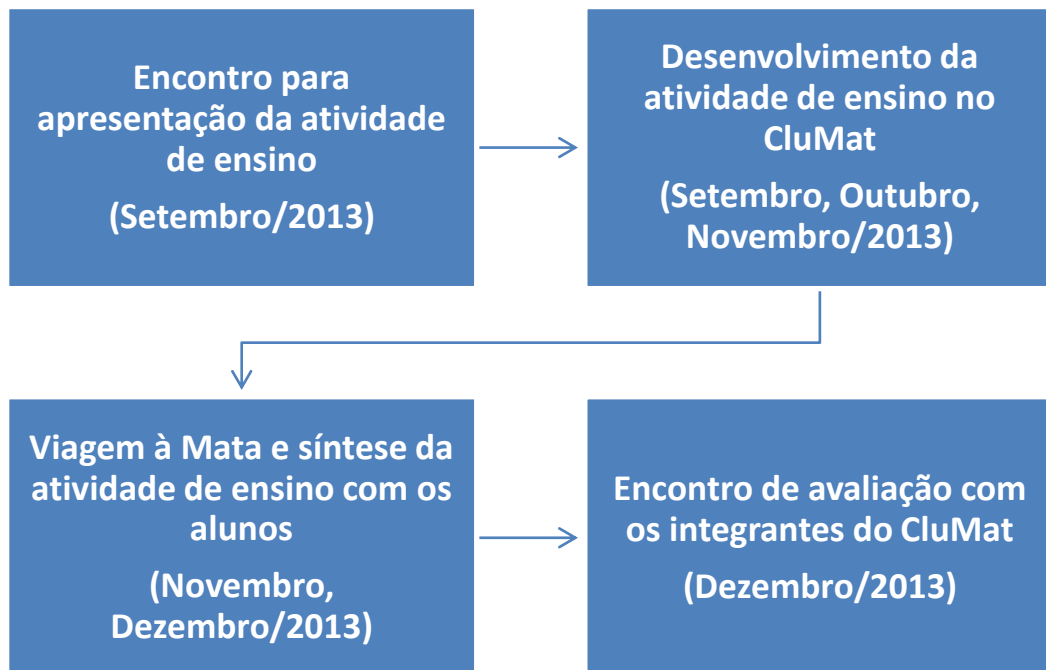 Encontro para
apresentação da atividade
de ensino
(Setembro/2013)
Desenvolvimento da
atividade de ensino no
CluMat
(Setembro, Outubro,
Novembro/2013)
Viagem à Mata e síntese da
atividade de ensino com os
alunos
(Novembro,
Dezembro/2013)
Encontro de avaliação com
os integrantes do CluMat
(Dezembro/2013)